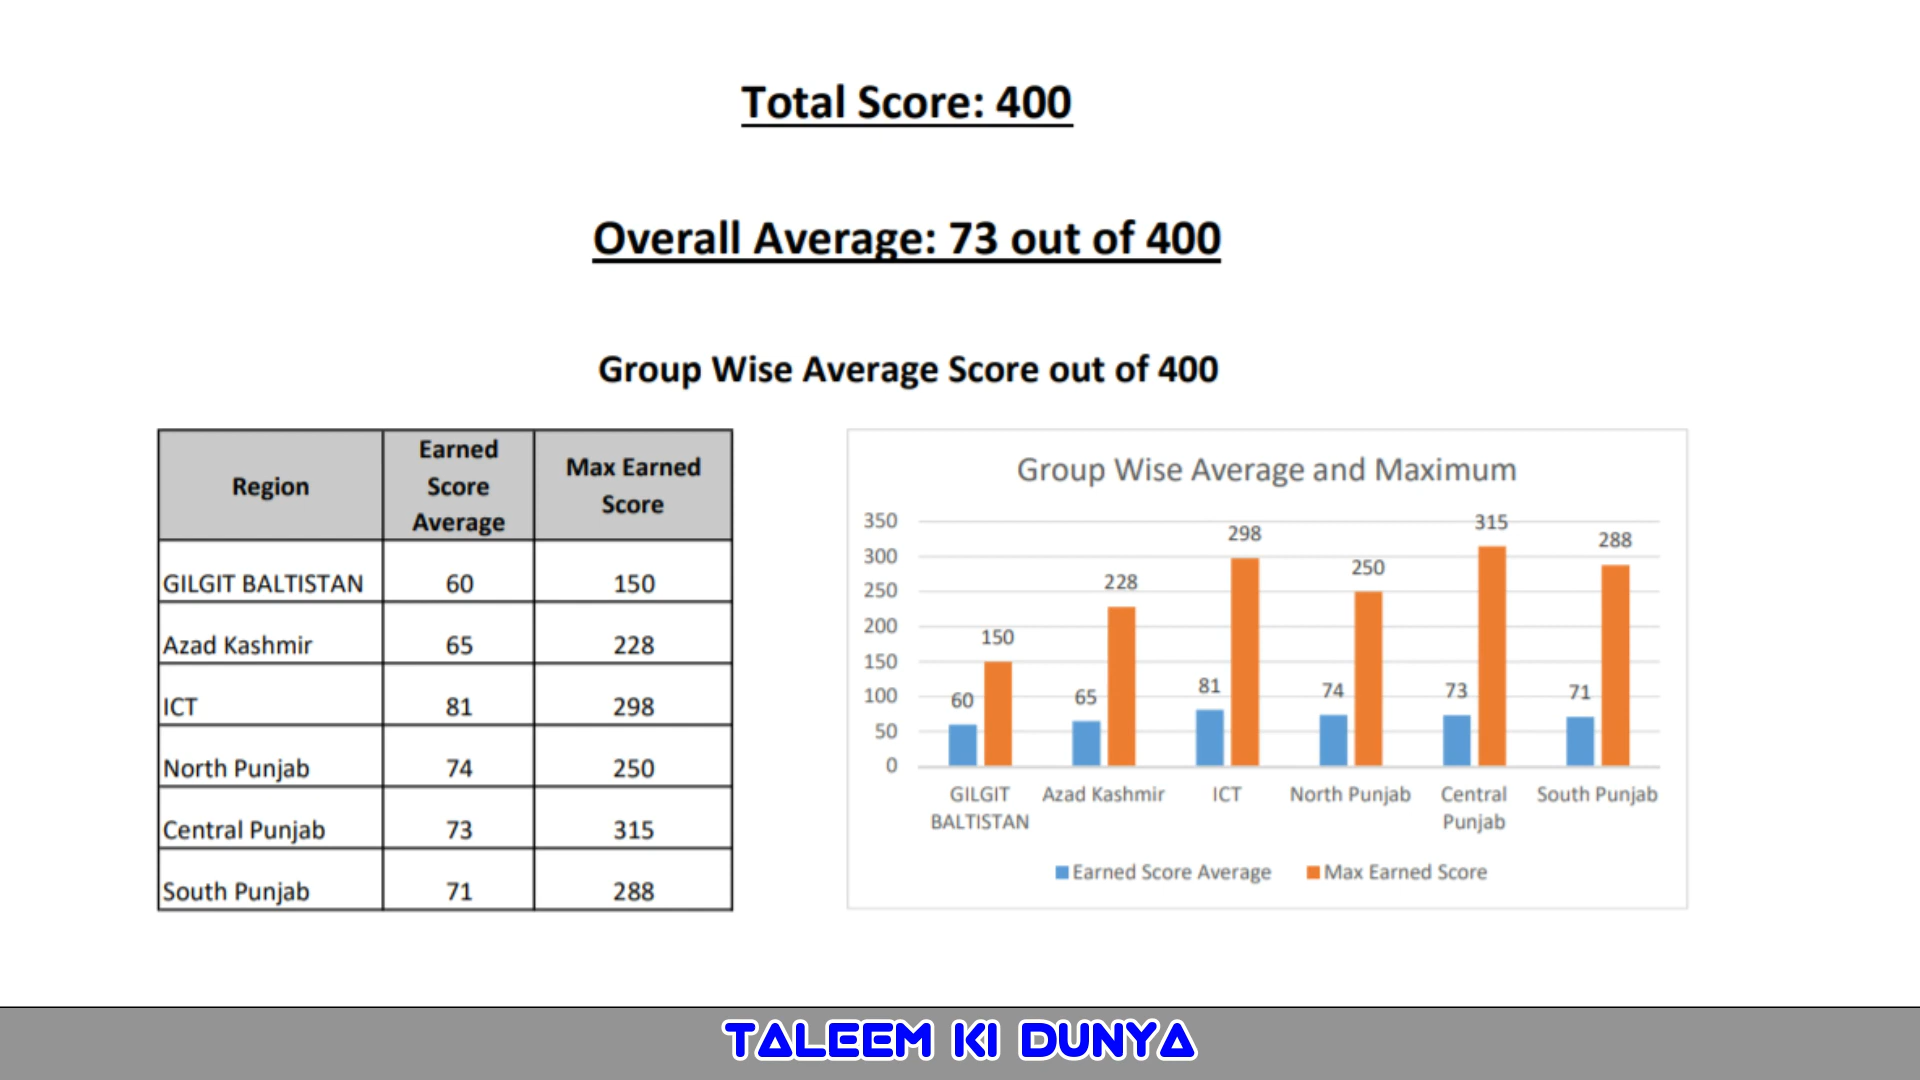 Total Score: 400
Overall Average: 73 out of 400
Group Wise Average Score out of 400
Region Earned Score Average Max Earned Score
GILGIT BALTISTAN 60 150
Azad Kashmir 65 228
ICT 81 298
North Punjab 74 250
Central Punjab 73 315
South Punjab 71 288
Group Wise Average and Maximum
350
300
250
200
150
100
50
0
60 150 65 228 81 298 74 250 73 315 71 288
GILGIT BALTISTAN Azad Kashmir ICT North Punjab Central Punjab South Punjab
Earned Score Average Max Earned Score
TALEEM KI DUNYA